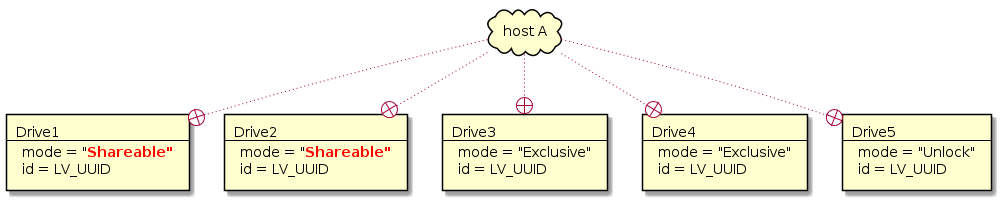 host A
Drive1
mode = "Shareable"
id = LV_UUID
Drive2
mode = "Shareable"
id = LV_UUID
Drive3
mode = "Exclusive"
id = LV_UUID
Drive4
mode = "Exclusive"
id = LV_UUID
Drive5
mode = "Unlock"
id = LV_UUID